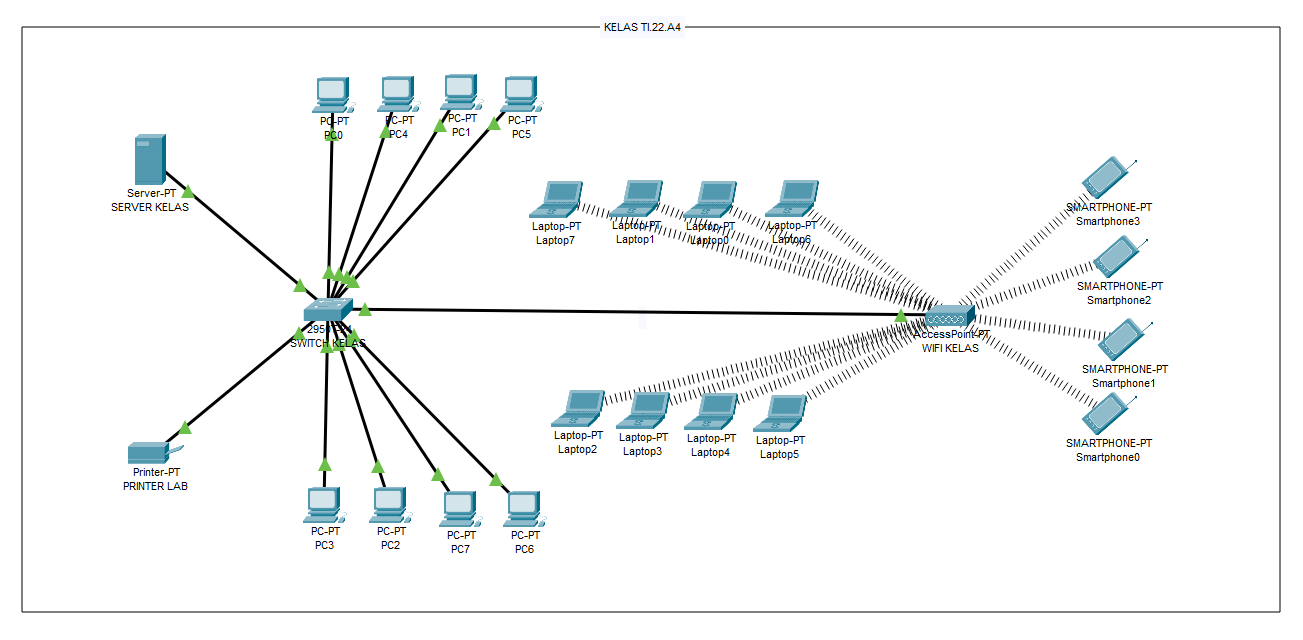 KELAS TI.22.A4
PC-PT
PC0
PC-PT
PC4
PC-PT
PC1
PC-PT
PC5
Server-PT
SERVER KELAS
Laptop-PT
Laptop7
Laptop-PT
Laptop1
Laptop-PT
Laptop0
Laptop-PT
Laptop6
SMARTPHONE-PT
Smartphone3
SMARTPHONE-PT
Smartphone2
SWITCH KELAS
AccessPoint-PT
WIFI KELAS
SMARTPHONE-PT
Smartphone1
Laptop-PT
Laptop2
Laptop-PT
Laptop3
Laptop-PT
Laptop4
Laptop-PT
Laptop5
SMARTPHONE-PT
Smartphone0
Printer-PT
PRINTER LAB
PC-PT
PC3
PC-PT
PC2
PC-PT
PC7
PC-PT
PC6